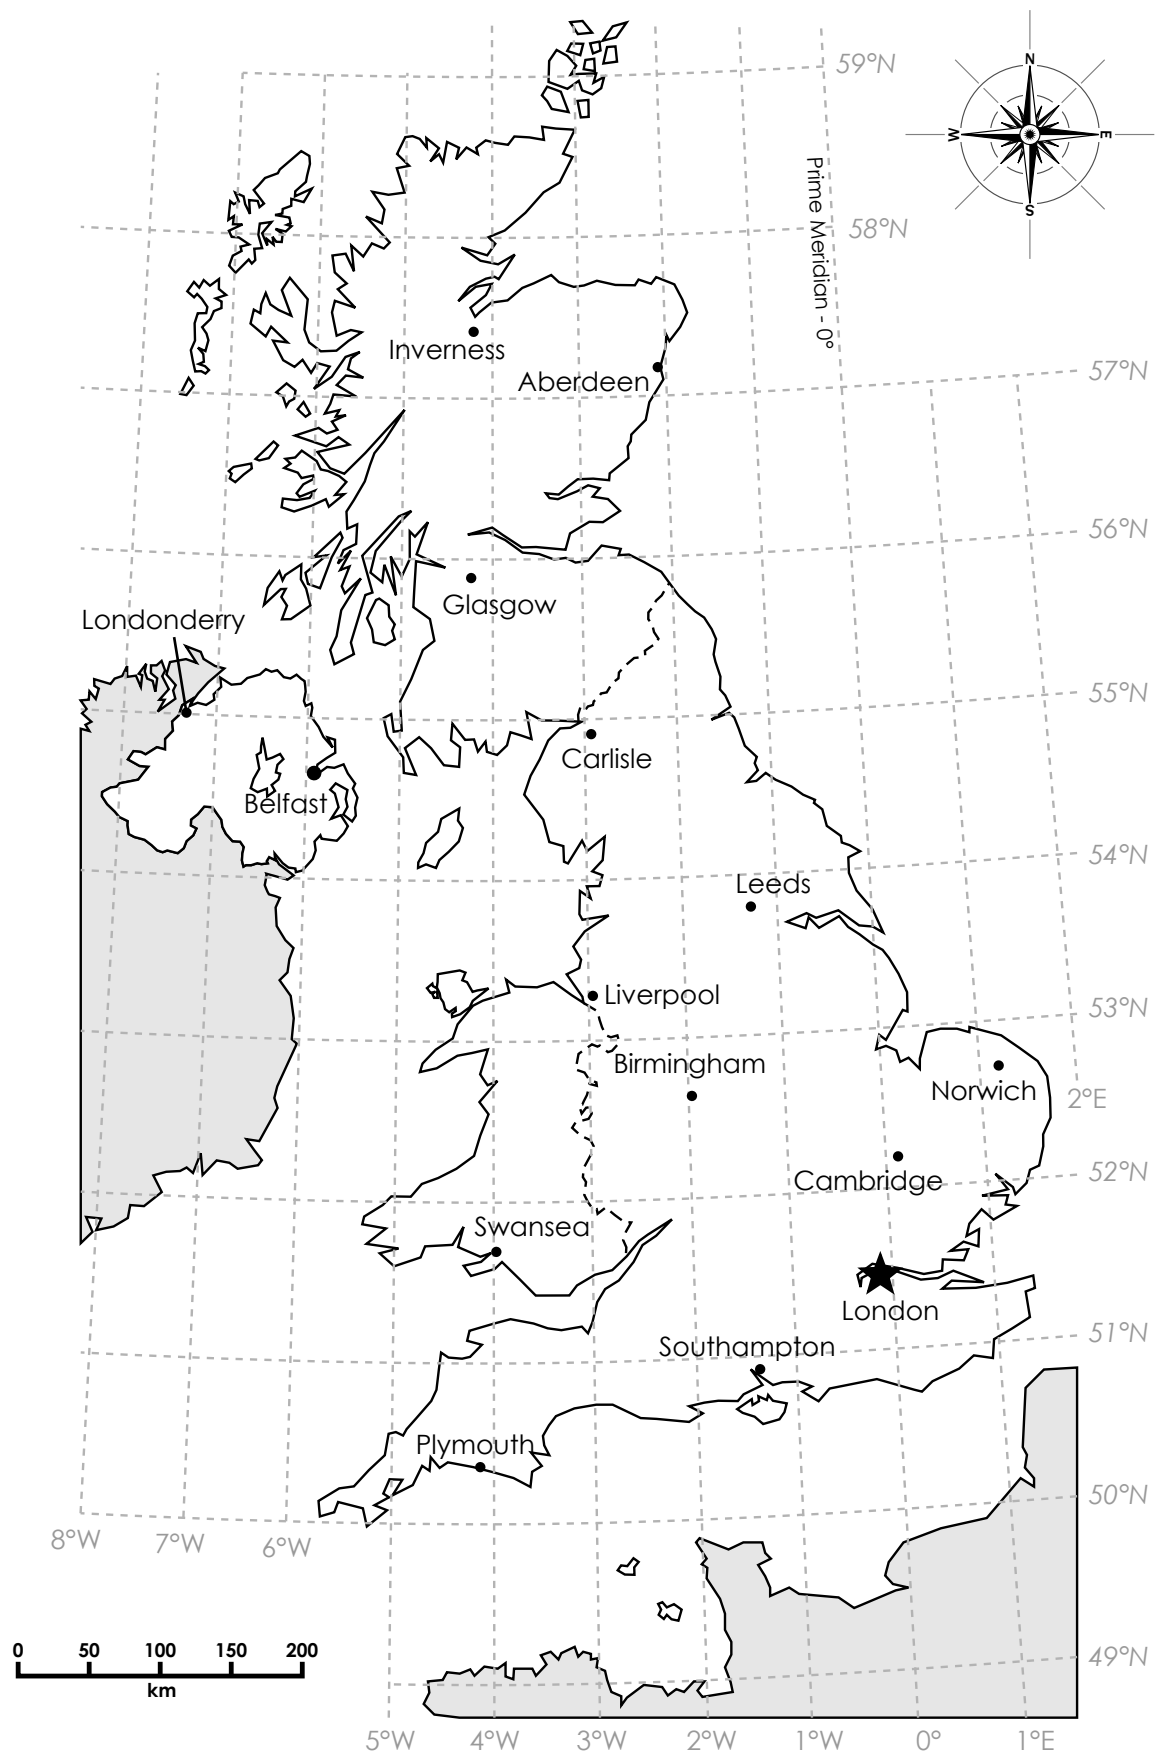 59°N
N
W
E
S
Prime Meridian - 0°
58°N
Inverness
57°N
Aberdeen
56°N
Glasgow
Londonderry
55°N
Carlisle
Belfast
54°N
Leeds
Liverpool
53°N
Birmingham
Norwich
2°E
Cambridge
52°N
Swansea
London
51°N
Southampton
Plymouth
50°N
8°W 7°W 6°W
0 50 100 150 200
km
49°N
5°W 4°W 3°W 2°W 1°W 0° 1°E